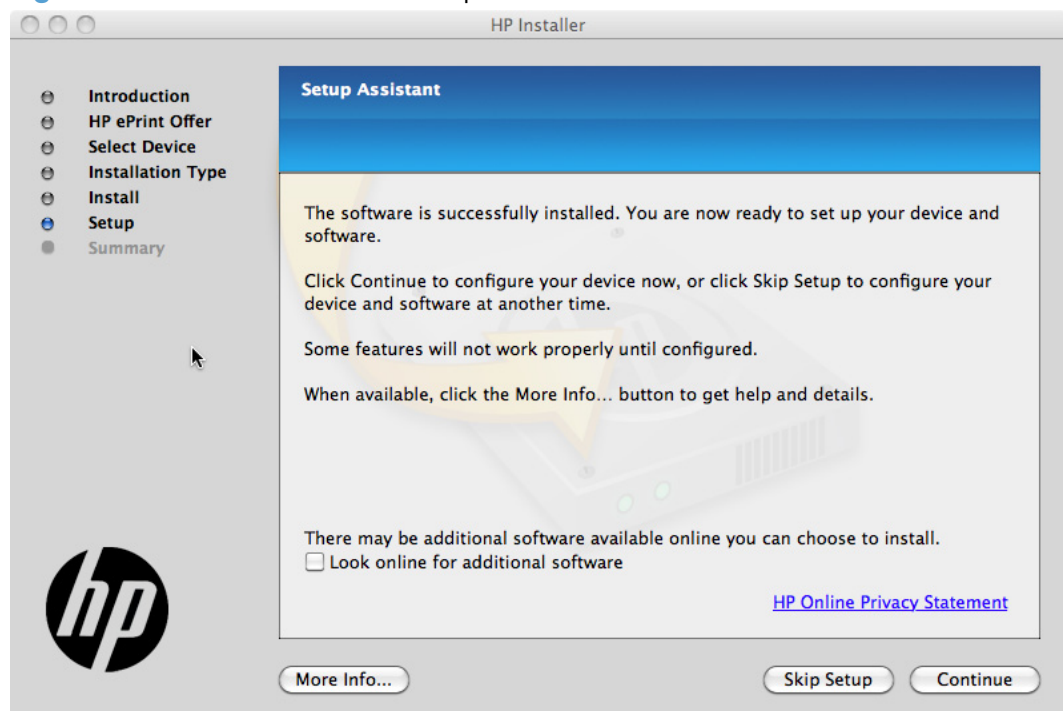 HP Installer
Introduction
HP ePrint Offer
Select Device
Installation Type
Install
Setup
Summary
Setup Assistant
The software is successfully installed. You are now ready to set up your device and
software.
Click Continue to configure your device now, or click Skip Setup to configure your
device and software at another time.
Some features will not work properly until configured.
When available, click the More Info... button to get help and details.
There may be additional software available online you can choose to install.
Look online for additional software
HP Online Privacy Statement
hp
More Info...
Skip Setup
Continue